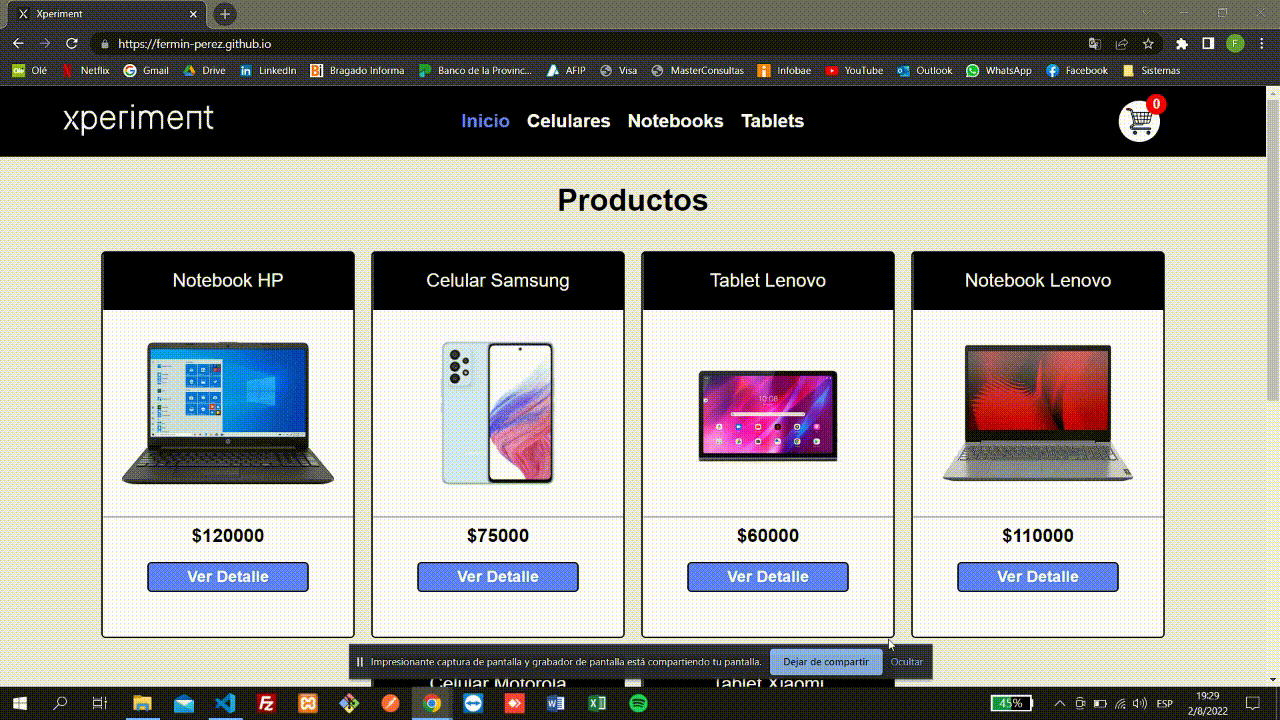 Xperiment
https://fermin-perez.github.io
Olé Netflix Gmail Drive LinkedIn Bragado Informa Banco de la Provinc... AFIP Visa MasterConsultas Infobae YouTube Outlook WhatsApp Facebook Sistemas
xperiment Inicio Celulares Notebooks Tablets 0
Productos
Notebook HP Celular Samsung Tablet Lenovo Notebook Lenovo
10:08
$120000 $75000 $60000 $110000
Ver Detalle Ver Detalle Ver Detalle Ver Detalle
Impresionante captura de pantalla y grabador de pantalla está compartiendo tu pantalla. Dejar de compartir Ocultar
Celular Motorola Tablet Xiaomi
45% ESP 19:29
2/8/2022